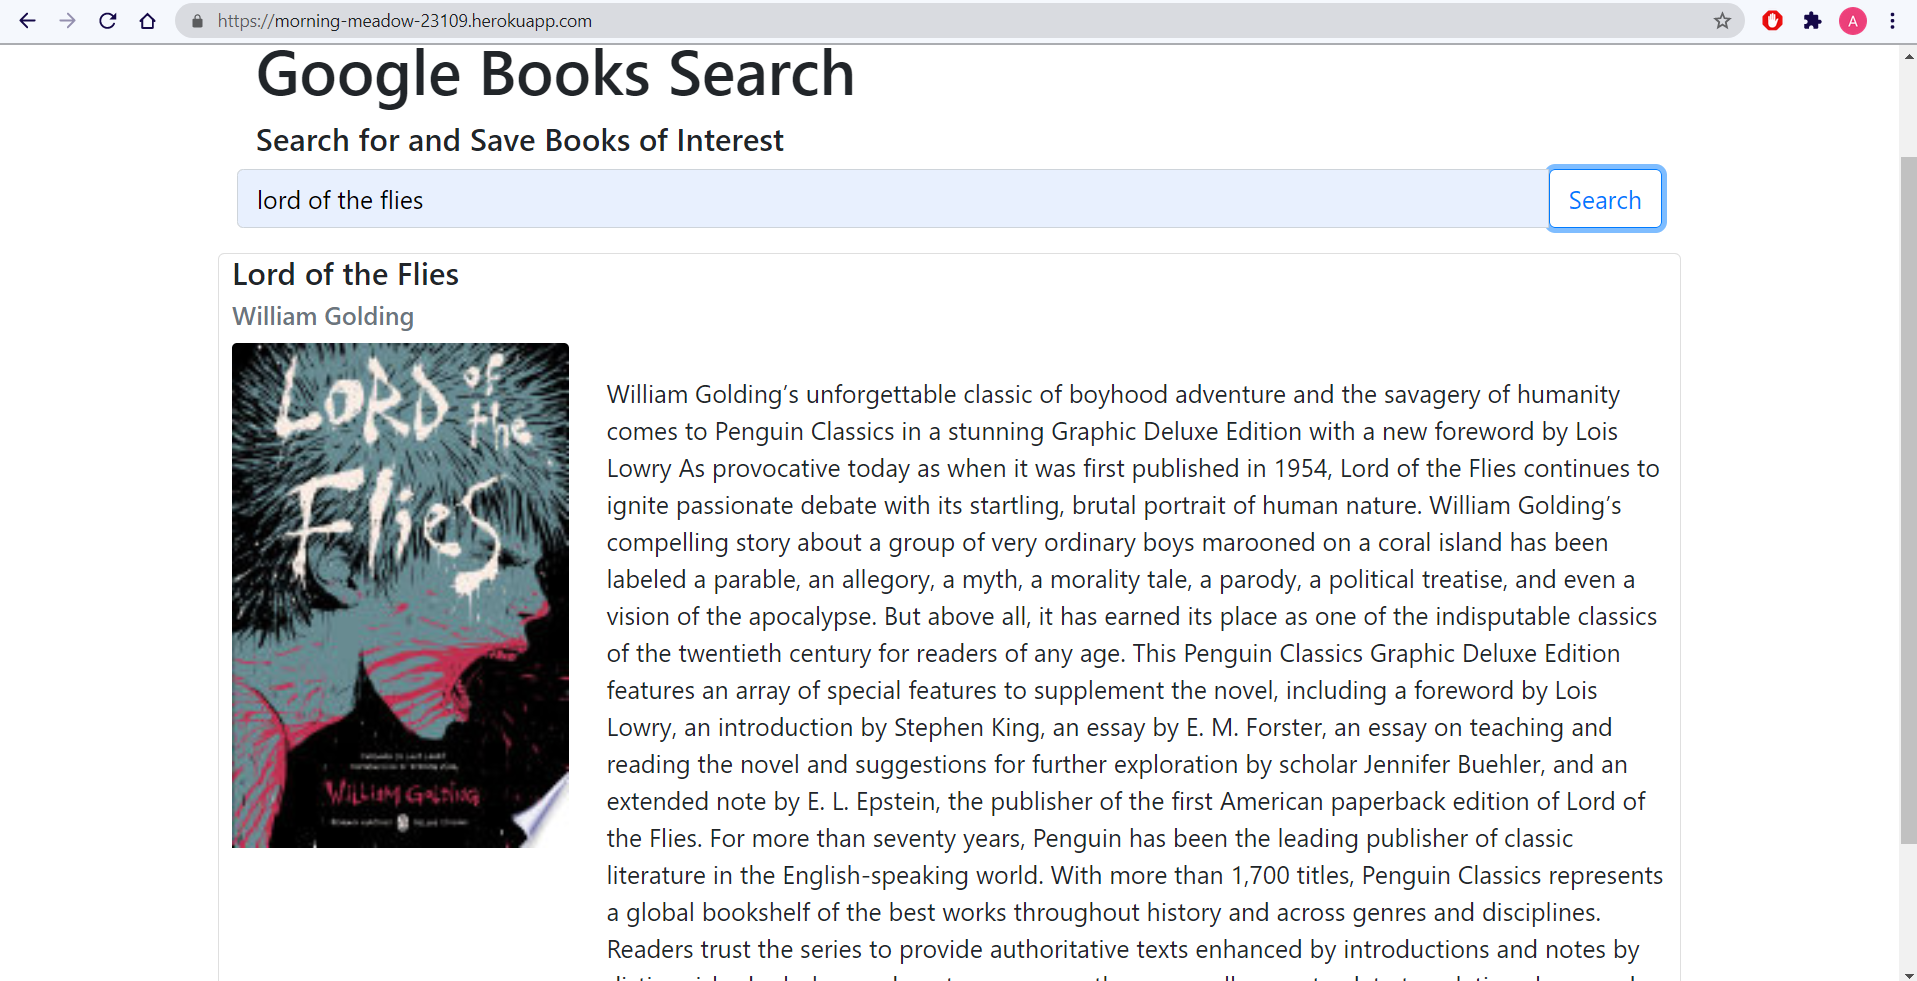 https://morning-meadow-23109.herokuapp.com
A
Google Books Search
Search for and Save Books of Interest
lord of the flies
Search
Lord of the Flies
William Golding
LORD of
the
Flies
WILLIAM GOLDING
William Golding’s unforgettable classic of boyhood adventure and the savagery of humanity
comes to Penguin Classics in a stunning Graphic Deluxe Edition with a new foreword by Lois
Lowry As provocative today as when it was first published in 1954, Lord of the Flies continues to
ignite passionate debate with its startling, brutal portrait of human nature. William Golding’s
compelling story about a group of very ordinary boys marooned on a coral island has been
labeled a parable, an allegory, a myth, a morality tale, a parody, a political treatise, and even a
vision of the apocalypse. But above all, it has earned its place as one of the indisputable classics
of the twentieth century for readers of any age. This Penguin Classics Graphic Deluxe Edition
features an array of special features to supplement the novel, including a foreword by Lois
Lowry, an introduction by Stephen King, an essay by E. M. Forster, an essay on teaching and
reading the novel and suggestions for further exploration by scholar Jennifer Buehler, and an
extended note by E. L. Epstein, the publisher of the first American paperback edition of Lord of
the Flies. For more than seventy years, Penguin has been the leading publisher of classic
literature in the English-speaking world. With more than 1,700 titles, Penguin Classics represents
a global bookshelf of the best works throughout history and across genres and disciplines.
Readers trust the series to provide authoritative texts enhanced by introductions and notes by